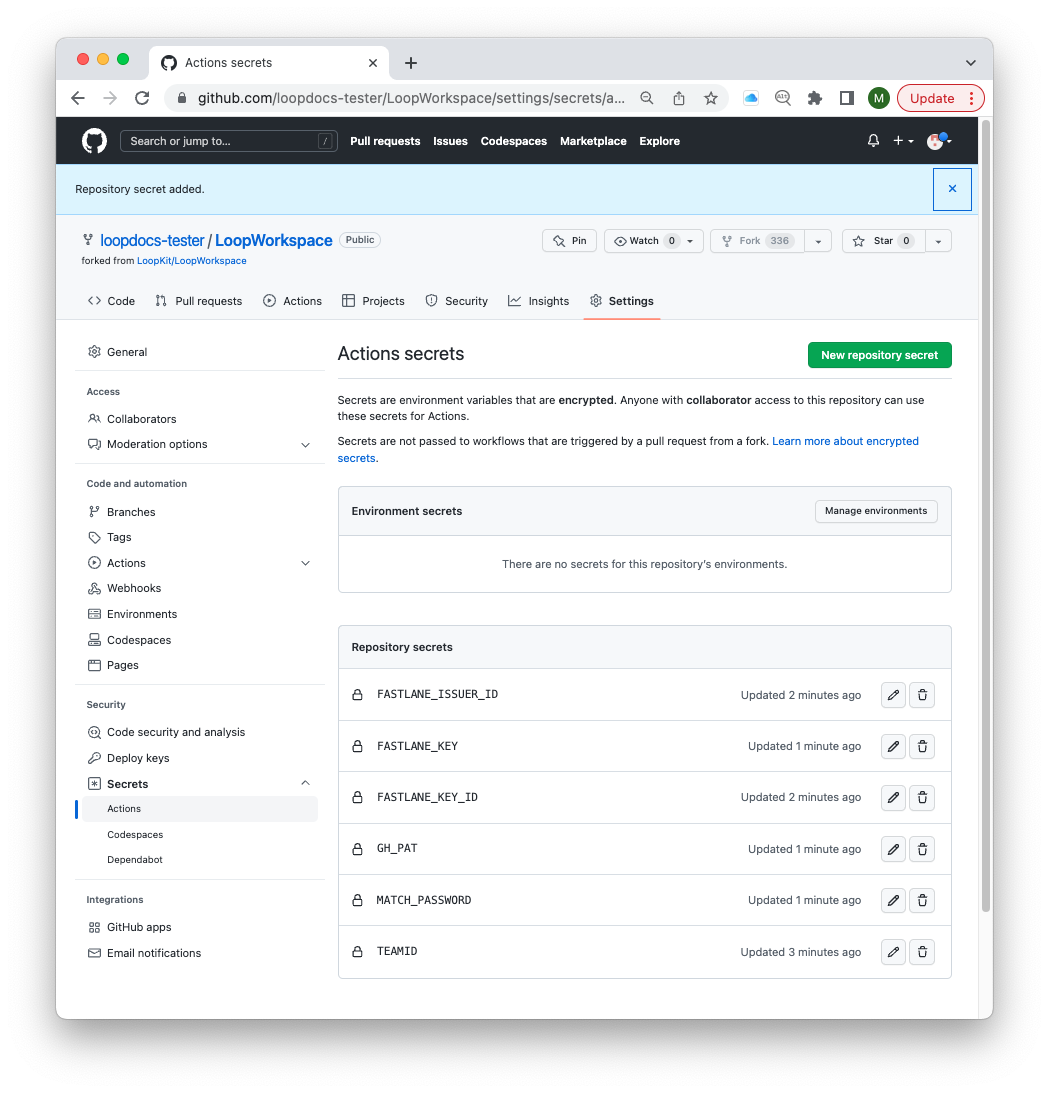 Actions secrets
github.com/loopdocs-tester/LoopWorkspace/settings/secrets/a...
M
Update
Search or jump to...
/
Pull requests Issues Codespaces Marketplace Explore
Repository secret added.
loopdocs-tester / LoopWorkspace Public
Pin
Watch 0
Fork 336
Star 0
forked from LoopKit/LoopWorkspace
Code Pull requests Actions Projects Security Insights Settings
General
Access
Collaborators
Moderation options
Code and automation
Branches
Tags
Actions
Webhooks
Environments
Codespaces
Pages
Security
Code security and analysis
Deploy keys
Secrets
Actions
Codespaces
Dependabot
Integrations
GitHub apps
Email notifications
Actions secrets
New repository secret
Secrets are environment variables that are encrypted. Anyone with collaborator access to this repository can use
these secrets for Actions.
Secrets are not passed to workflows that are triggered by a pull request from a fork. Learn more about encrypted
secrets.
Environment secrets
Manage environments
There are no secrets for this repository's environments.
Repository secrets
FASTLANE_ISSUER_ID Updated 2 minutes ago
FASTLANE_KEY Updated 1 minute ago
FASTLANE_KEY_ID Updated 2 minutes ago
GH_PAT Updated 1 minute ago
MATCH_PASSWORD Updated 1 minute ago
TEAMID Updated 3 minutes ago